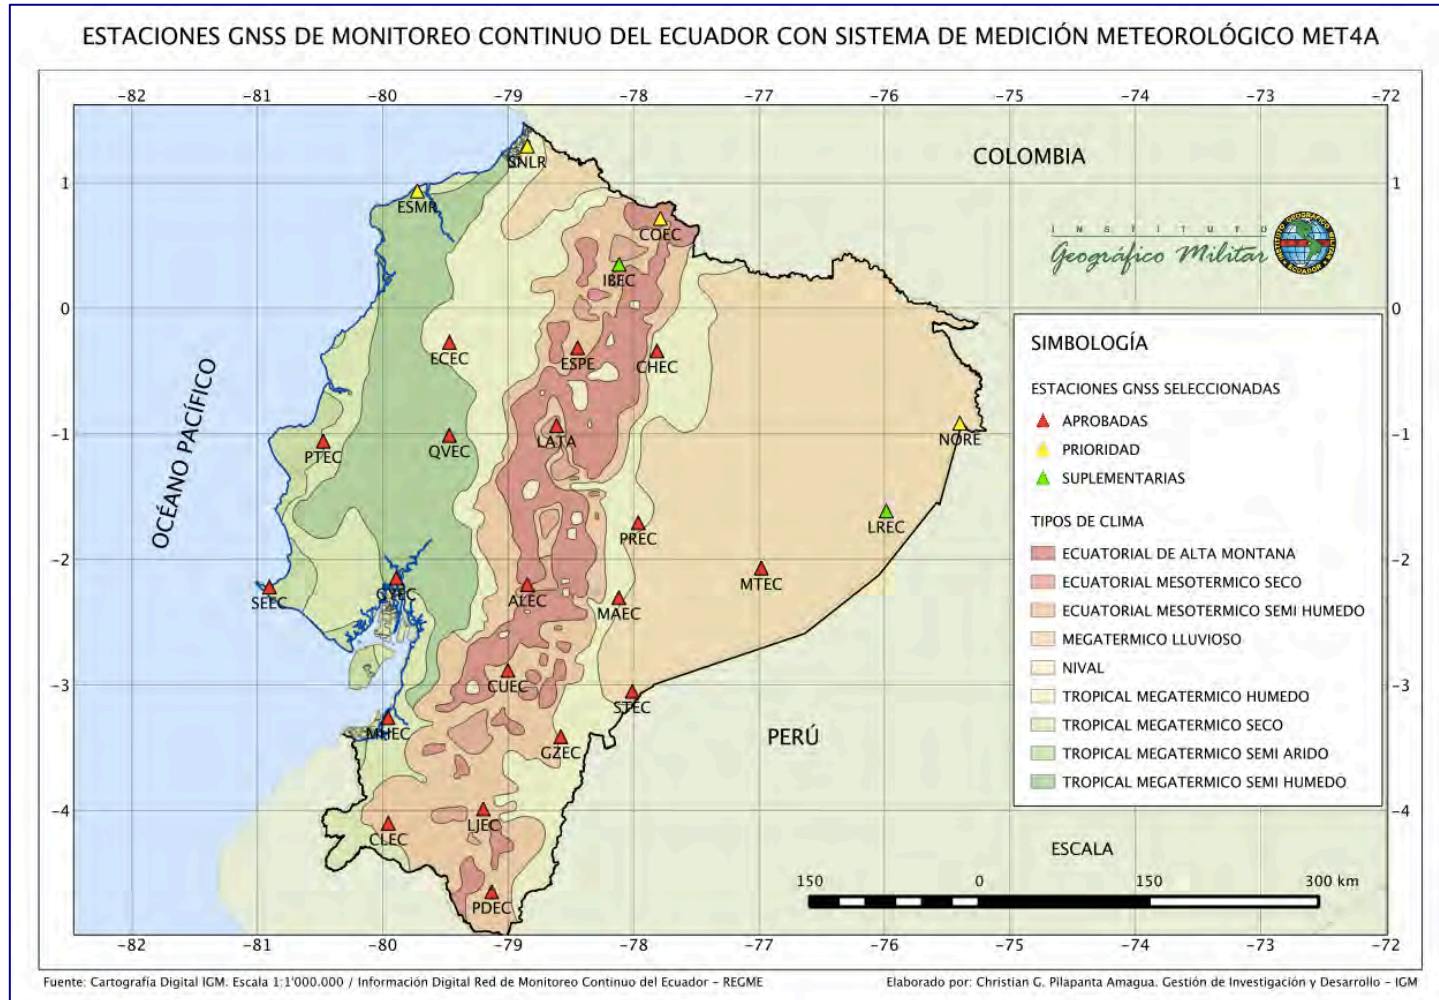 ESTACIONES GNSS DE MONITOREO CONTINUO DEL ECUADOR CON SISTEMA DE MEDICIÓN METEOROLÓGICO MET4A
-82 -81 -80 -79 -78 -77 -76 -75 -74 -73 -72
COLOMBIA
SNLR
1 1
ESMR
COEC
INSTITUTO
Geográfico Militar
INSTITUTO GEOGRÁFICO MILITAR
ECUADOR
IBEC
0 0
SIMBOLOGÍA
ECEC
ESPE
CHEC
ESTACIONES GNSS SELECCIONADAS
APROBADAS
PRIORIDAD
SUPLEMENTARIAS
OCÉANO PACÍFICO
-1 -1
PTEC
QVEC
LATA
NORE
LREC
PREC
TIPOS DE CLIMA
ECUATORIAL DE ALTA MONTANA
ECUATORIAL MESOTERMICO SECO
ECUATORIAL MESOTERMICO SEMI HUMEDO
MEGATERMICO LLUVIOSO
NIVAL
TROPICAL MEGATERMICO HUMEDO
TROPICAL MEGATERMICO SECO
TROPICAL MEGATERMICO SEMI ARIDO
TROPICAL MEGATERMICO SEMI HUMEDO
-2 -2
SEEC
GYEC
ALEC
MAEC
MTEC
-3 -3
CUEC
STEC
MHEC
GZEC
PERÚ
-4 -4
CLEC
LJEC
PDEC
ESCALA
150 0 150 300 km
-82 -81 -80 -79 -78 -77 -76 -75 -74 -73 -72
Fuente: Cartografía Digital IGM. Escala 1:1'000.000 / Información Digital Red de Monitoreo Continuo del Ecuador - REGME
Elaborado por: Christian G. Pilapanta Amagua. Gestión de Investigación y Desarrollo - IGM